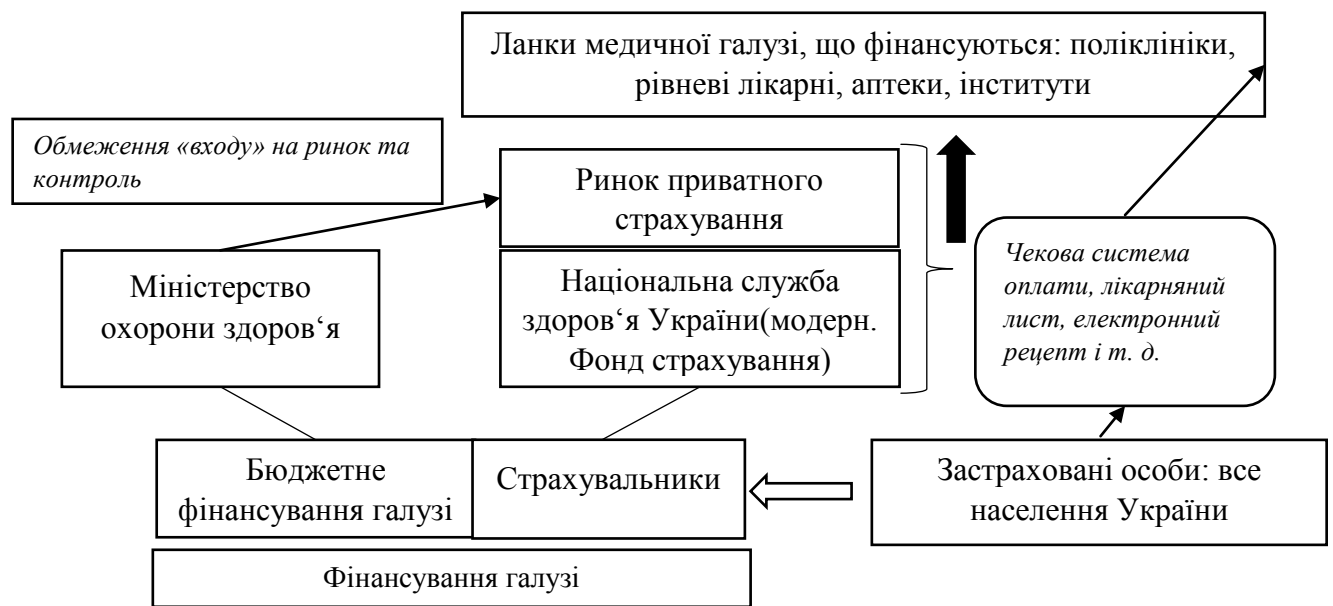 Ланки медичної галузі, що фінансуються: поліклініки,
рівневі лікарні, аптеки, інститути
Обмеження «входу» на ринок та
контроль
Ринок приватного
страхування
Міністерство
охорони здоров‘я
Національна служба
здоров‘я України(модерн.
Фонд страхування)
Чекова система
оплати, лікарняний
лист, електронний
рецепт і т. д.
Бюджетне
фінансування галузі
Страхувальники
Застраховані особи: все
населення України
Фінансування галузі